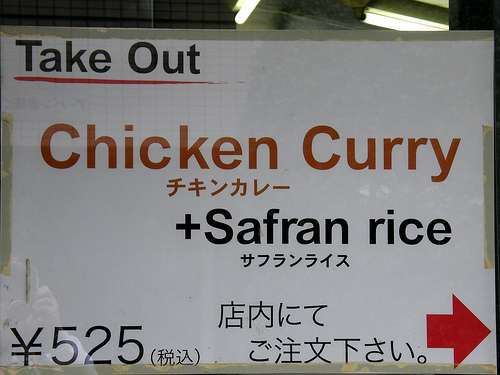 Take Out
Chicken Curry
チキンカレー
+Safran rice
サフランライス
店内にて
ご注文下さい。
¥525(税込)